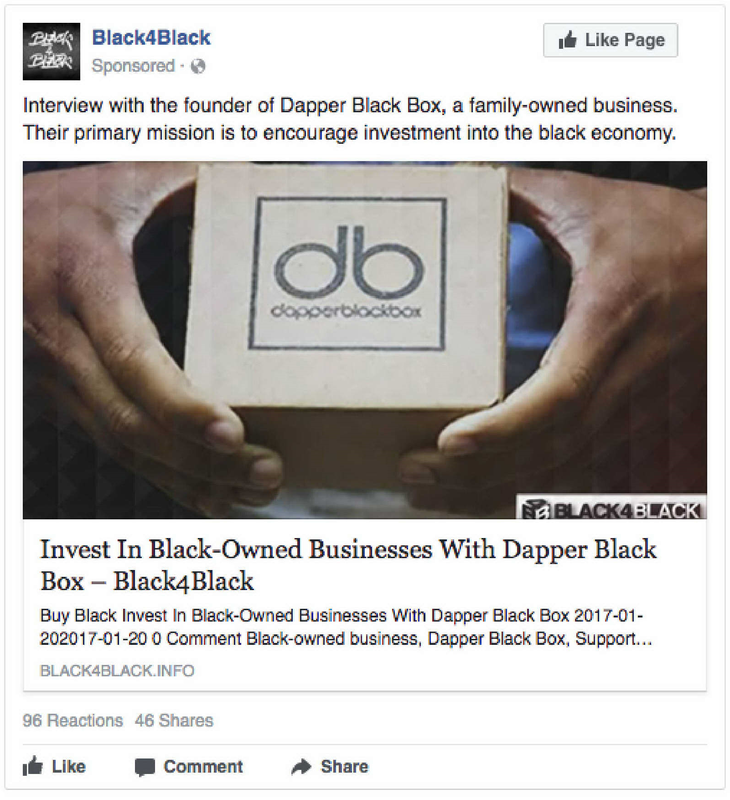 BLACK
4
BLACK
Black4Black
Sponsored ·
Like Page
Interview with the founder of Dapper Black Box, a family-owned business.
Their primary mission is to encourage investment into the black economy.
db
dapperblackbox
BLACK4BLACK
Invest In Black-Owned Businesses With Dapper Black
Box – Black4Black
Buy Black Invest In Black-Owned Businesses With Dapper Black Box 2017-01-
202017-01-20 0 Comment Black-owned business, Dapper Black Box, Support...
BLACK4BLACK.INFO
96 Reactions 46 Shares
Like Comment Share